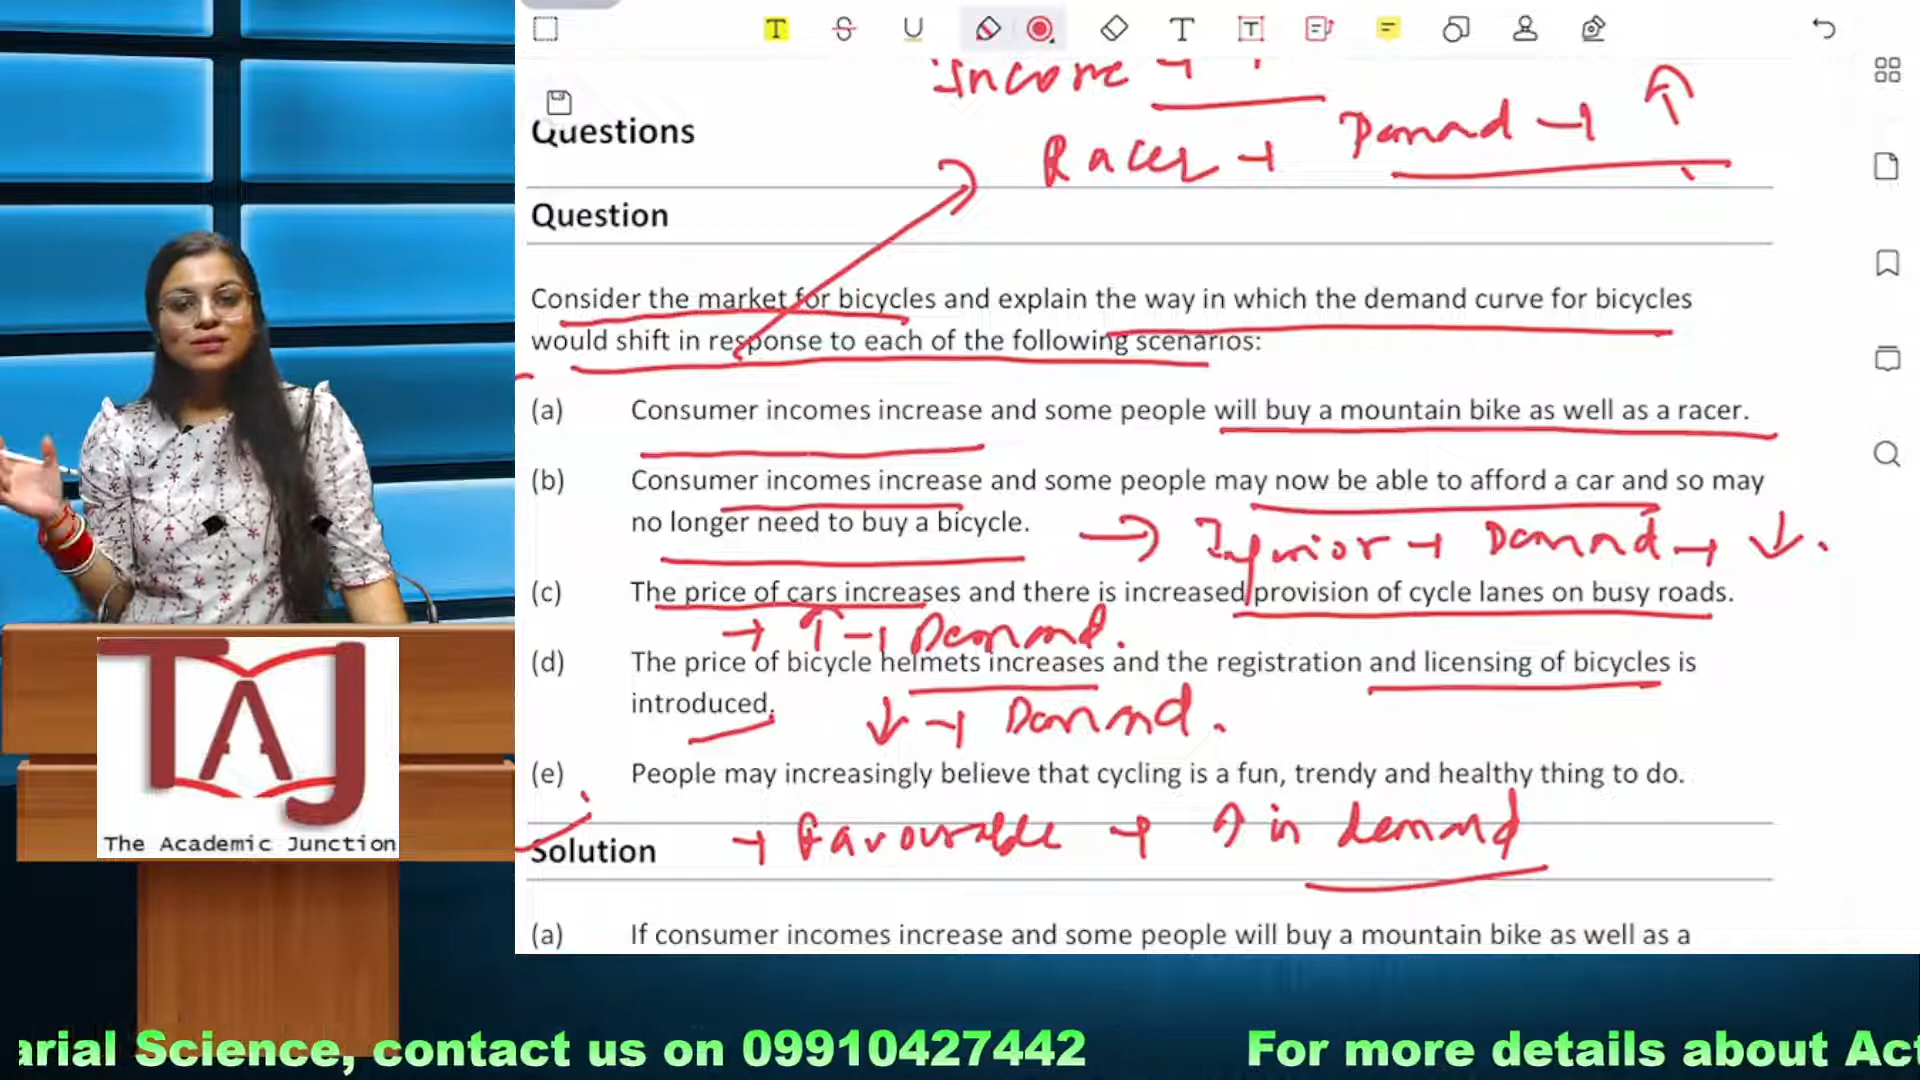 Income →
Racer → Demand → ↑
Questions
Question
Consider the market for bicycles and explain the way in which the demand curve for bicycles
would shift in response to each of the following scenarios:
(a) Consumer incomes increase and some people will buy a mountain bike as well as a racer.
(b) Consumer incomes increase and some people may now be able to afford a car and so may
no longer need to buy a bicycle.
→ Inferior → Demand → ↓.
(c) The price of cars increases and there is increased provision of cycle lanes on busy roads.
→ ↑ → Demand.
(d) The price of bicycle helmets increases and the registration and licensing of bicycles is
introduced.
↓ → Demand.
(e) People may increasingly believe that cycling is a fun, trendy and healthy thing to do.
→ favourable → ↑ in demand
Solution
(a) If consumer incomes increase and some people will buy a mountain bike as well as a
TAJ
The Academic Junction
arial Science, contact us on 09910427442 For more details about Act